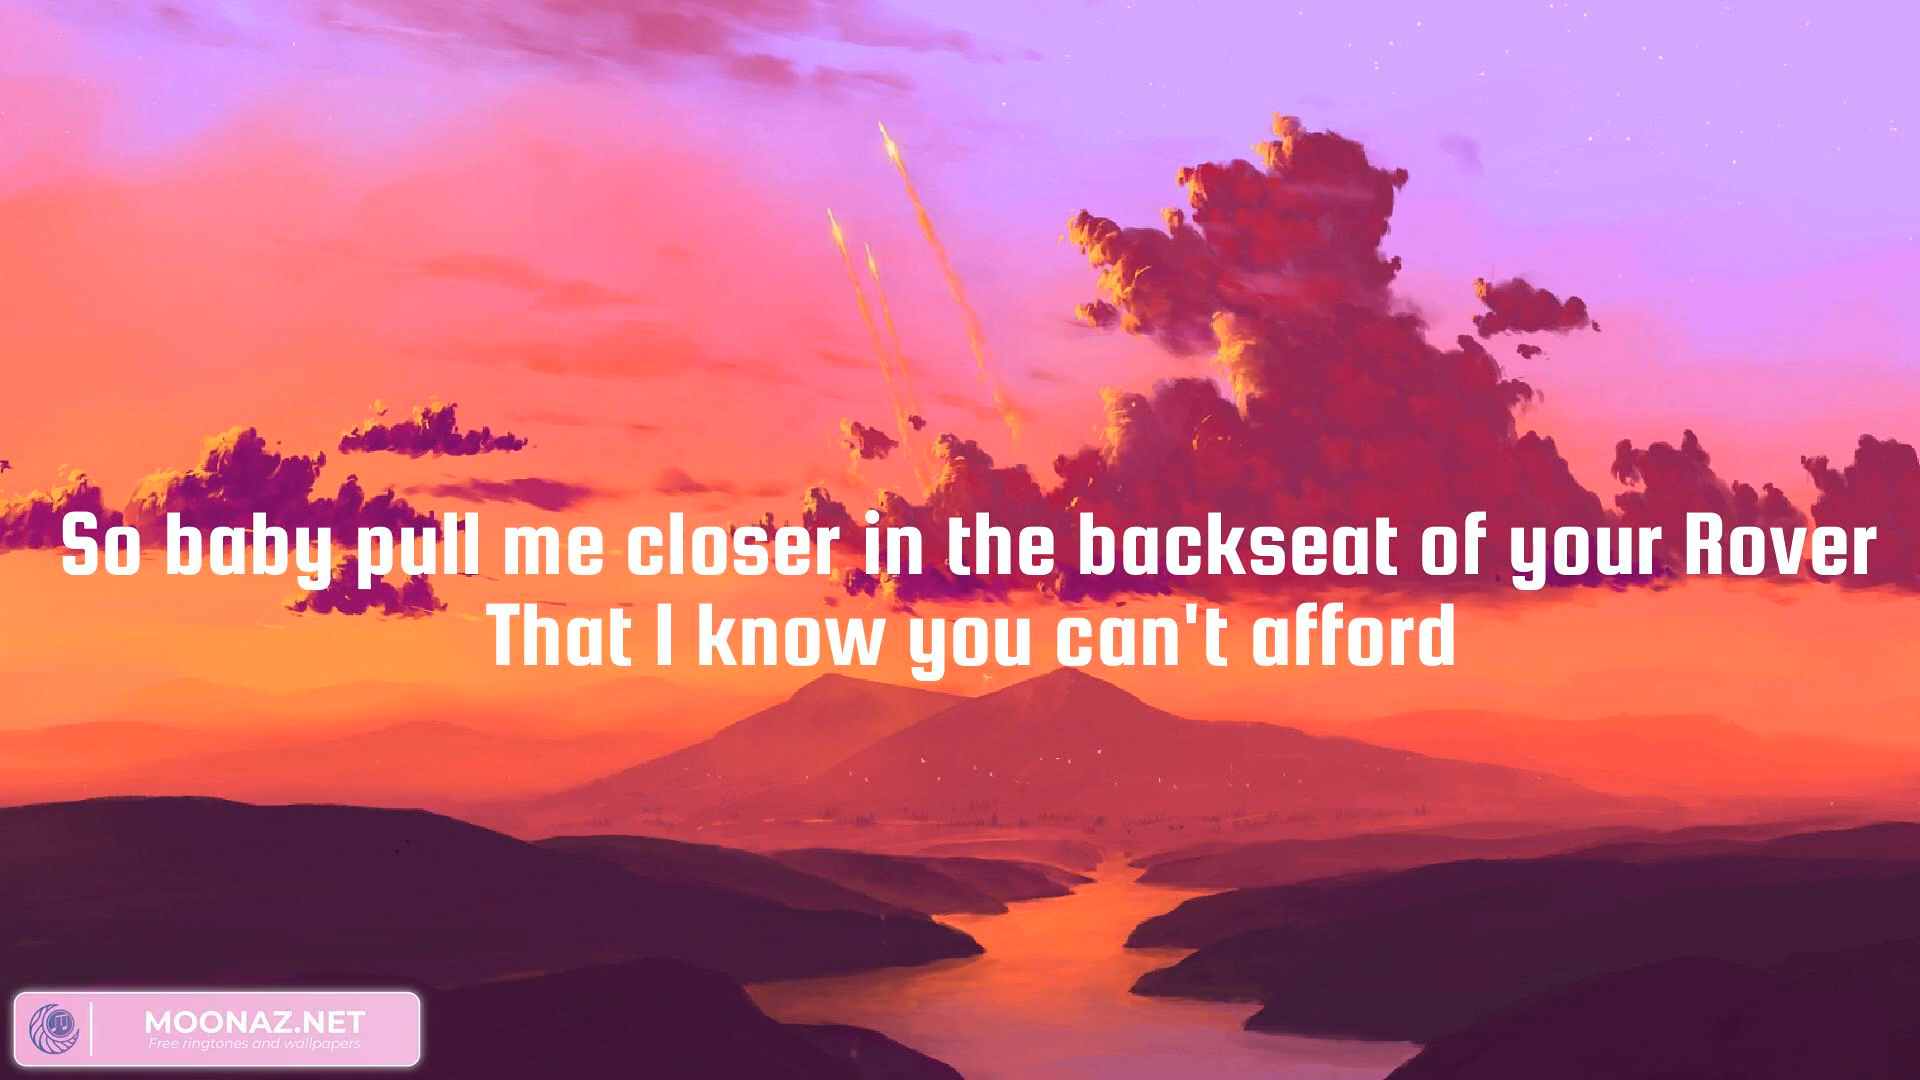 So baby pull me closer in the backseat of your Rover
That I know you can't afford
MOONAZ.NET
Free ringtones and wallpapers